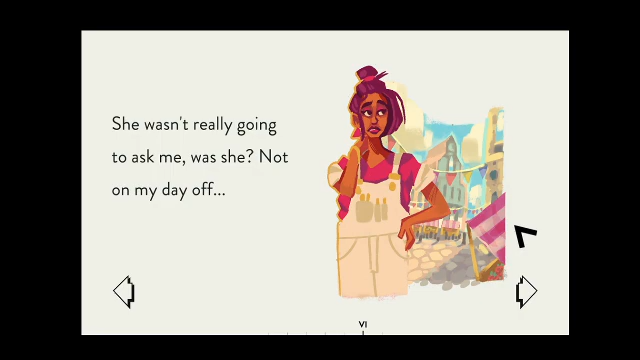 She wasn't really going
to ask me, was she? Not
on my day off...
VI